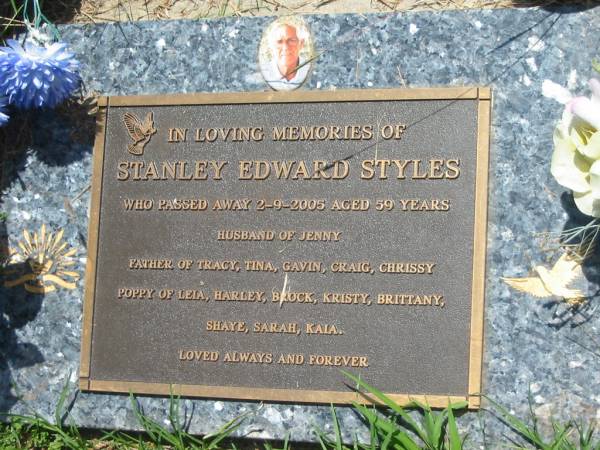 IN LOVING MEMORIES OF
STANLEY EDWARD STYLES
WHO PASSED AWAY 2-9-2005 AGED 59 YEARS
HUSBAND OF JENNY
FATHER OF TRACY, TINA, GAVIN, CRAIG, CHRISSY
POPPY OF LEIA, HARLEY, BROCK, KRISTY, BRITTANY,
SHAYE, SARAH, KAIA.
LOVED ALWAYS AND FOREVER